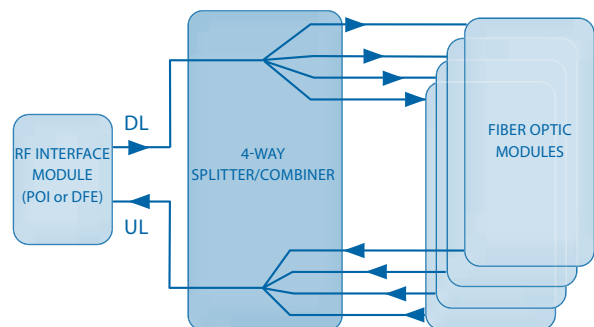 DL
RF INTERFACE
MODULE
(POI or DFE)
UL
4-WAY
SPLITTER/COMBINER
FIBER OPTIC
MODULES